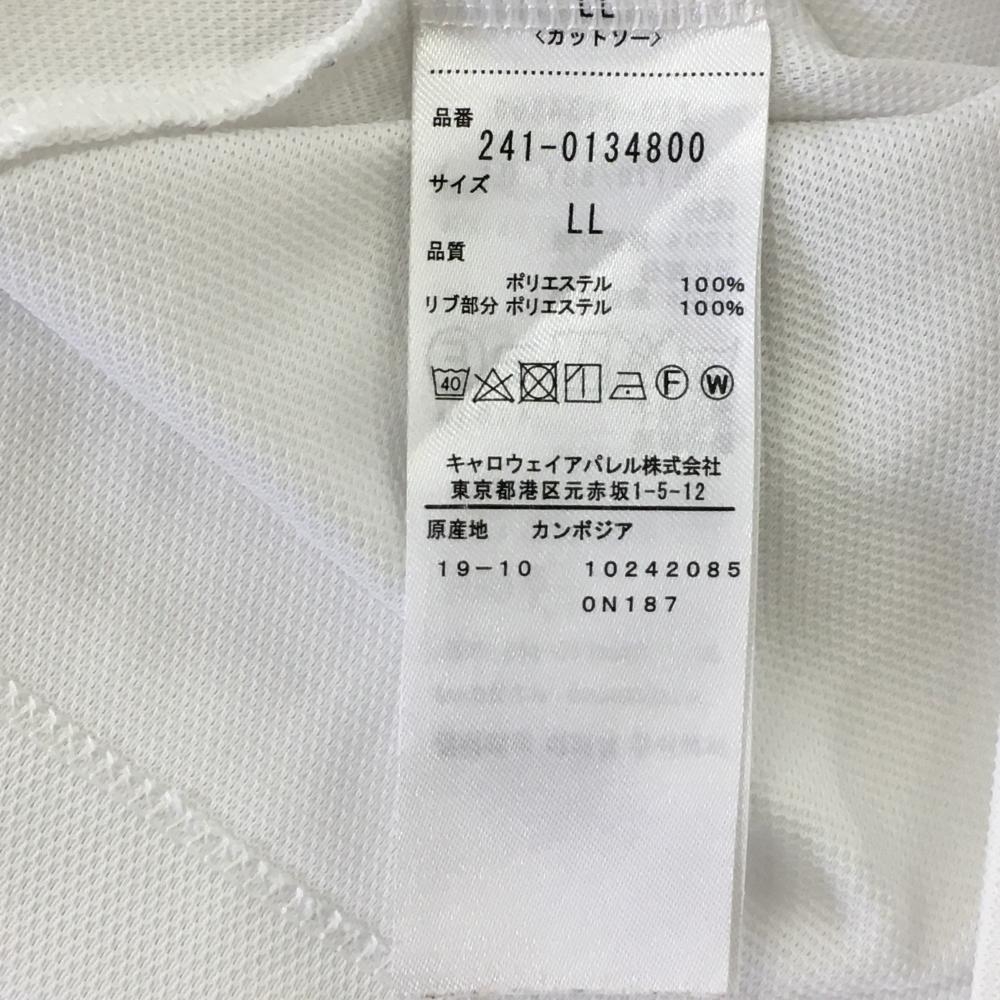 LL
〈カットソー〉
品番
241-0134800
サイズ
LL
品質
ポリエステル 100%
リブ部分 ポリエステル 100%
40 F W
キャロウェイアパレル株式会社
東京都港区元赤坂1-5-12
原産地 カンボジア
19-10 10242085
0N187